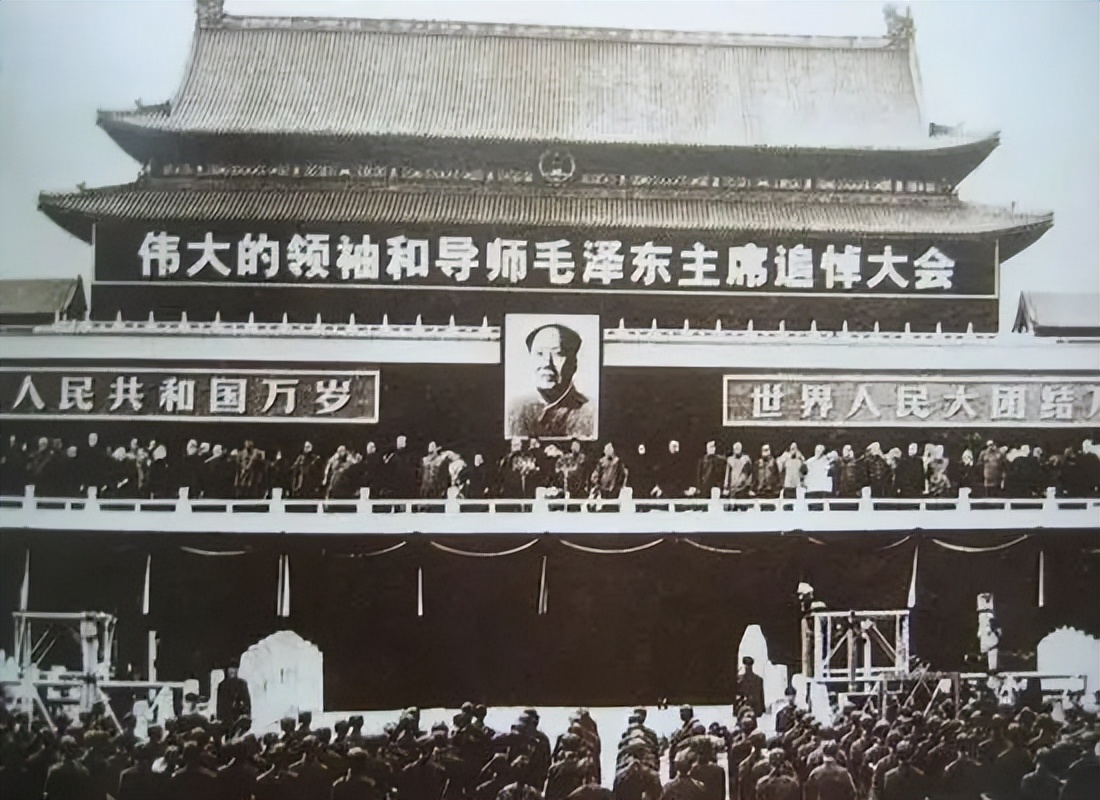 伟大的领袖和导师毛泽东主席追悼大会
人民共和国万岁
世界人民大团结万